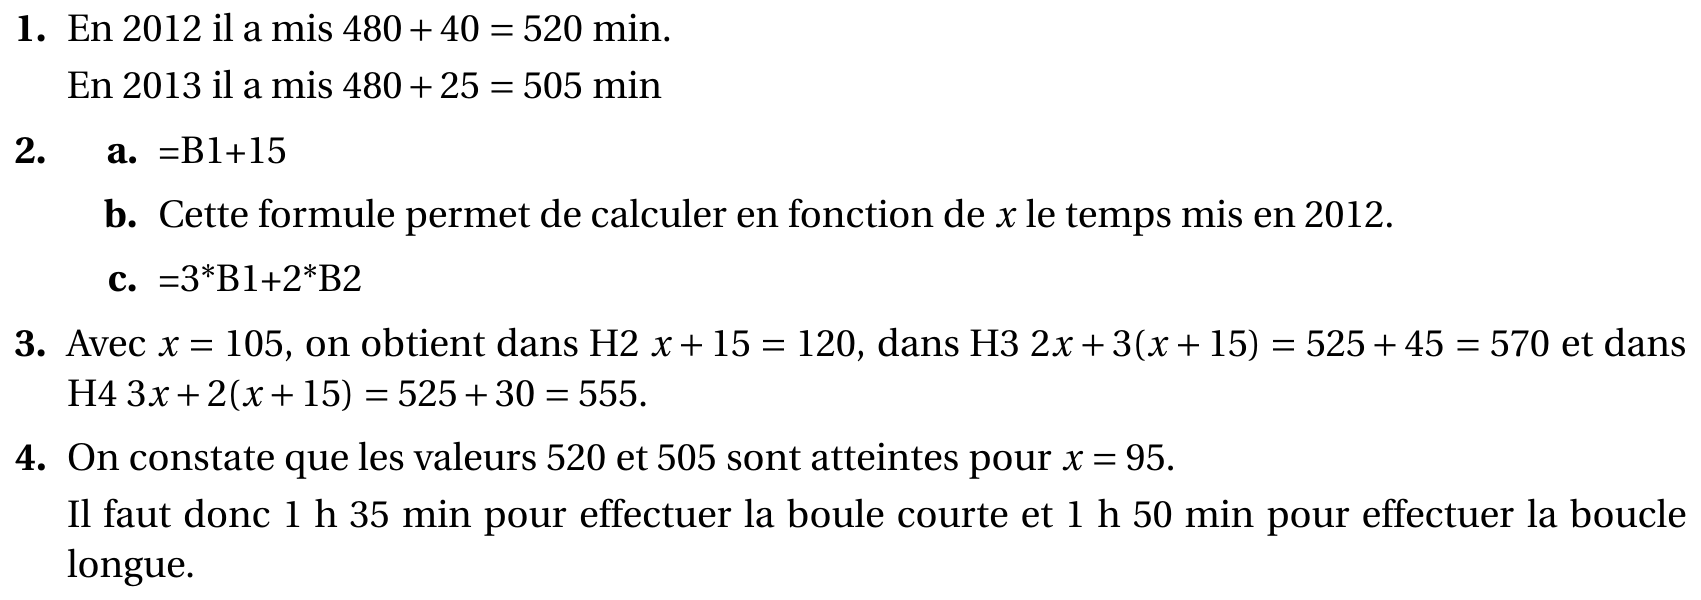 1. En 2012 il a mis 480 + 40 = 520 min.
En 2013 il a mis 480 + 25 = 505 min
2. a. =B1+15
b. Cette formule permet de calculer en fonction de x le temps mis en 2012.
c. =3*B1+2*B2
3. Avec x = 105, on obtient dans H2 x + 15 = 120, dans H3 2x + 3(x + 15) = 525 + 45 = 570 et dans
H4 3x + 2(x + 15) = 525 + 30 = 555.
4. On constate que les valeurs 520 et 505 sont atteintes pour x = 95.
Il faut donc 1 h 35 min pour effectuer la boule courte et 1 h 50 min pour effectuer la boucle
longue.